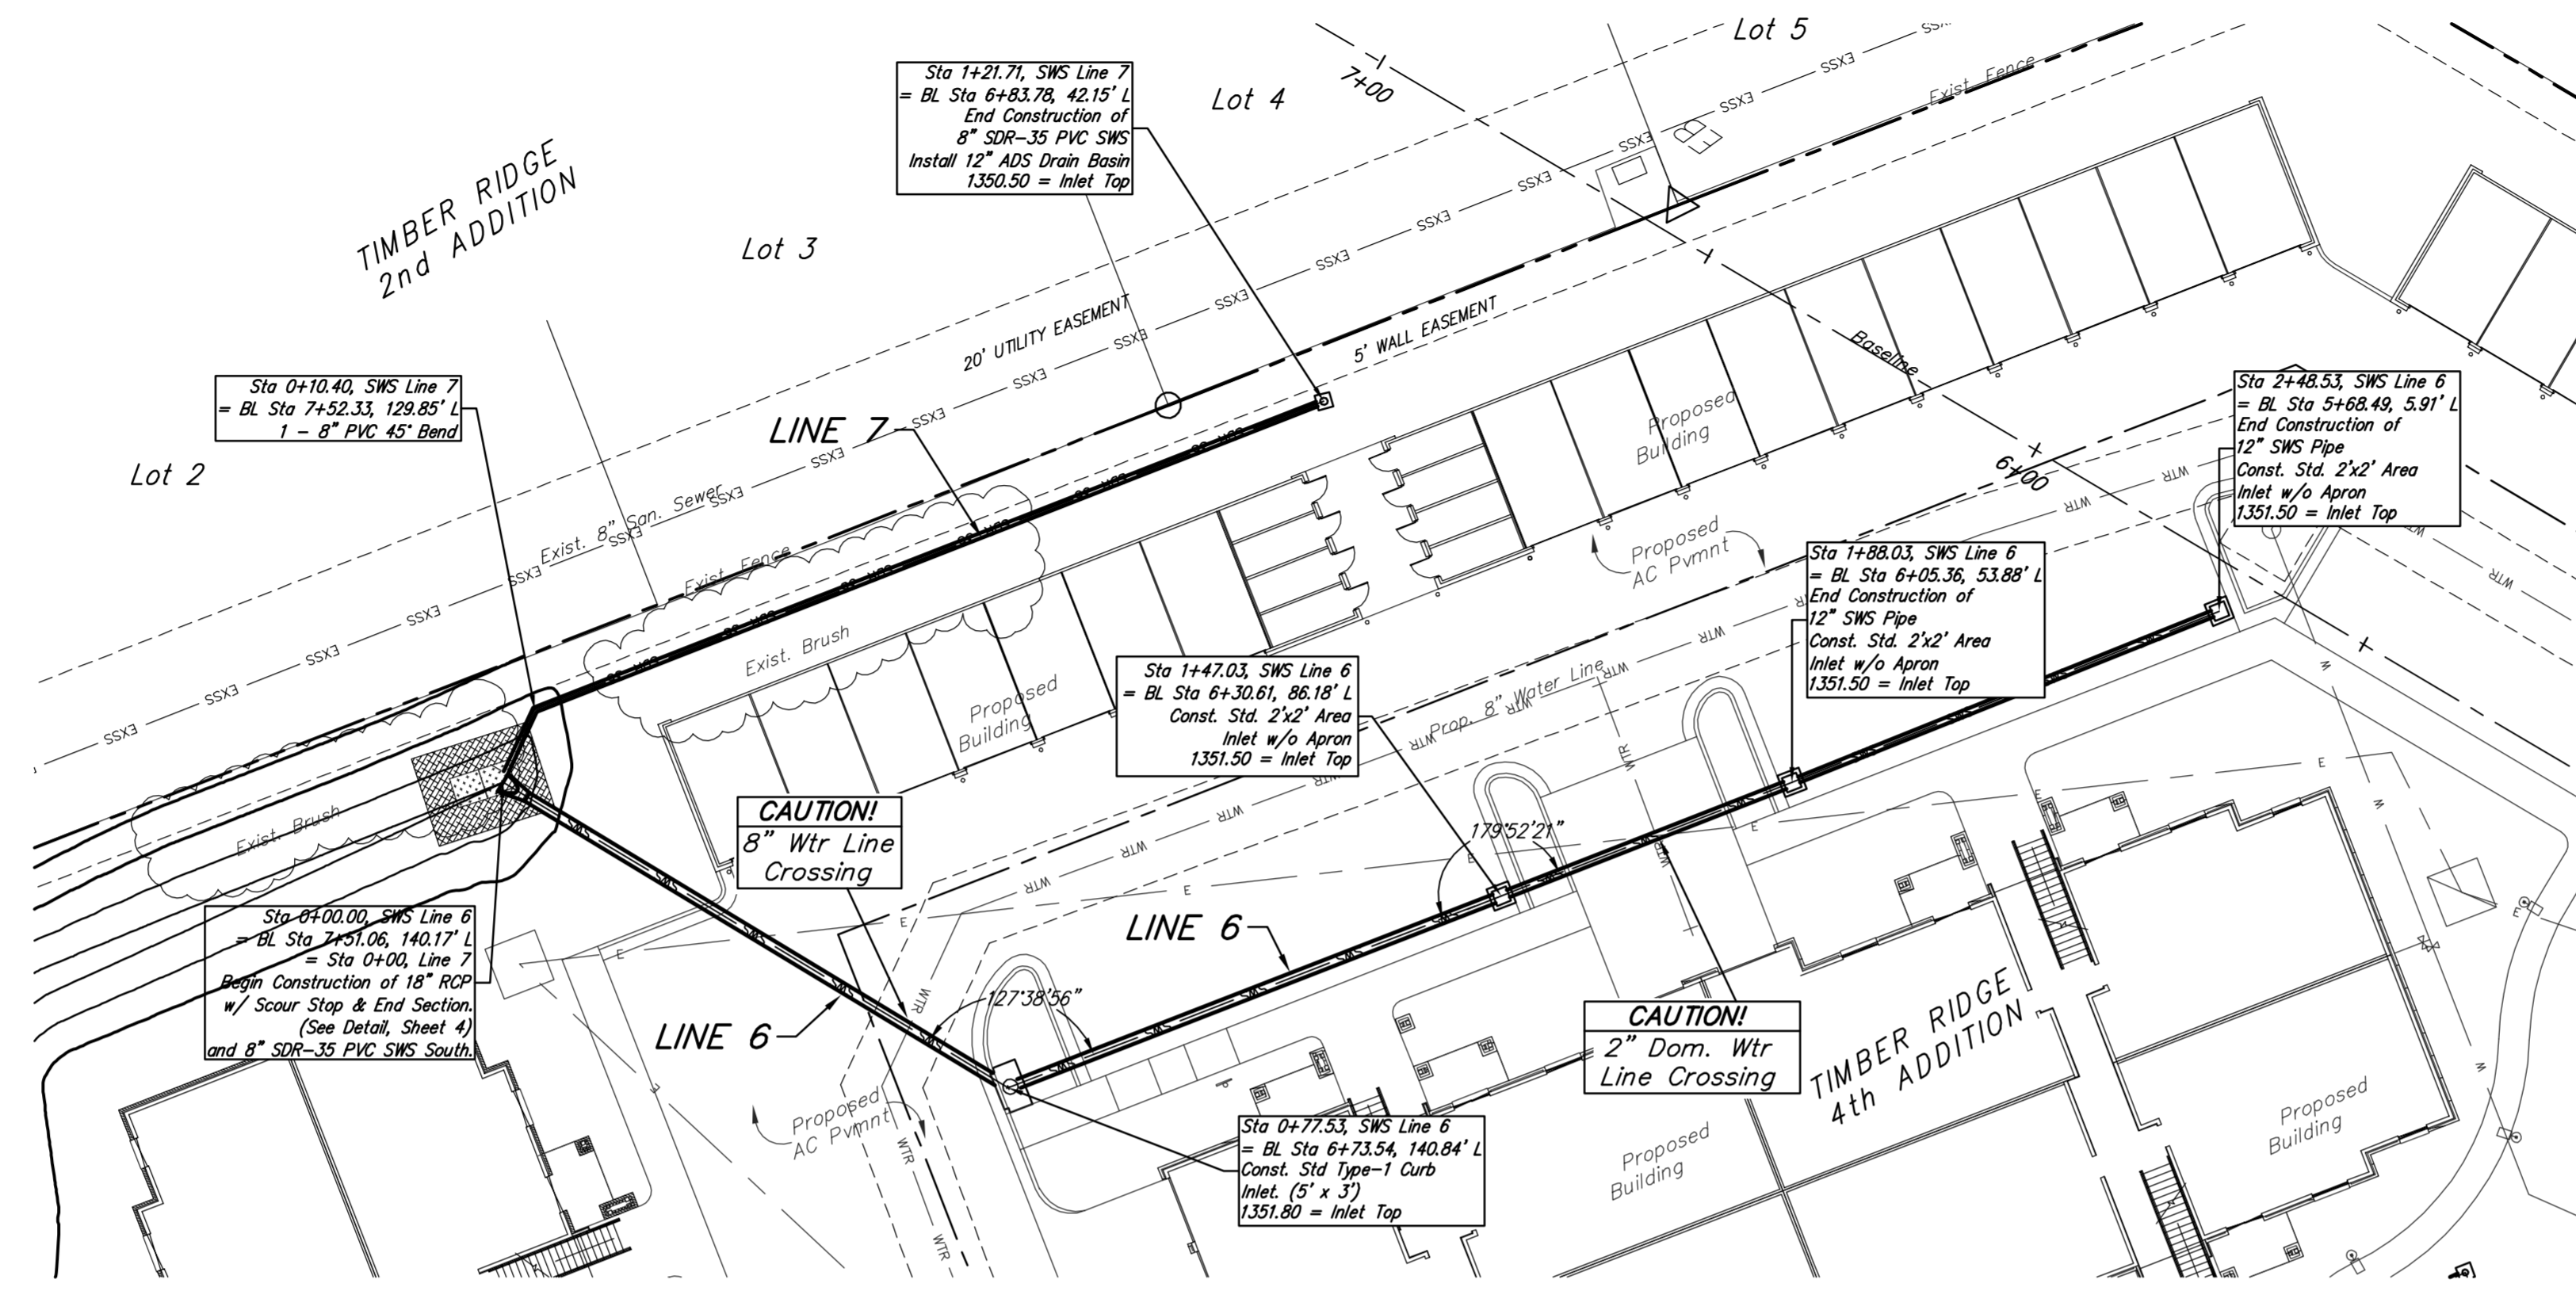 Lot 5
7+00
Sta 1+21.71, SWS Line 7
= BL Sta 6+83.78, 42.15' L
End Construction of
8" SDR-35 PVC SWS
Install 12" ADS Drain Basin
1350.50 = Inlet Top
Lot 4
EXSS
Exist. Fence
EB
TIMBER RIDGE
2nd ADDITION
Lot 3
20' UTILITY EASEMENT
5' WALL EASEMENT
Baseline
Sta 0+10.40, SWS Line 7
= BL Sta 7+52.33, 129.85' L
1 - 8" PVC 45° Bend
LINE 7
Lot 2
Exist. 8" San. Sewer
Exist. Fence
Proposed
Building
6+00
Sta 2+48.53, SWS Line 6
= BL Sta 5+68.49, 5.91' L
End Construction of
12" SWS Pipe
Const. Std. 2'x2' Area
Inlet w/o Apron
1351.50 = Inlet Top
Proposed
AC Pvmnt
Sta 1+88.03, SWS Line 6
= BL Sta 6+05.36, 53.88' L
End Construction of
12" SWS Pipe
Const. Std. 2'x2' Area
Inlet w/o Apron
1351.50 = Inlet Top
Exist. Brush
Proposed
Building
Sta 1+47.03, SWS Line 6
= BL Sta 6+30.61, 86.18' L
Const. Std. 2'x2' Area
Inlet w/o Apron
1351.50 = Inlet Top
Prop. 8" Water Line
WTR
Exist. Brush
CAUTION!
8" Wtr Line
Crossing
179°52'21"
LINE 6
Sta 0+00.00, SWS Line 6
= BL Sta 7+51.06, 140.17' L
= Sta 0+00, Line 7
Begin Construction of 18" RCP
w/ Scour Stop & End Section.
(See Detail, Sheet 4)
and 8" SDR-35 PVC SWS South.
SWS
127°38'56"
LINE 6
CAUTION!
2" Dom. Wtr
Line Crossing
TIMBER RIDGE
4th ADDITION
Proposed
AC Pvmnt
Sta 0+77.53, SWS Line 6
= BL Sta 6+73.54, 140.84' L
Const. Std Type-1 Curb
Inlet. (5' x 3')
1351.80 = Inlet Top
Proposed
Building
Proposed
Building